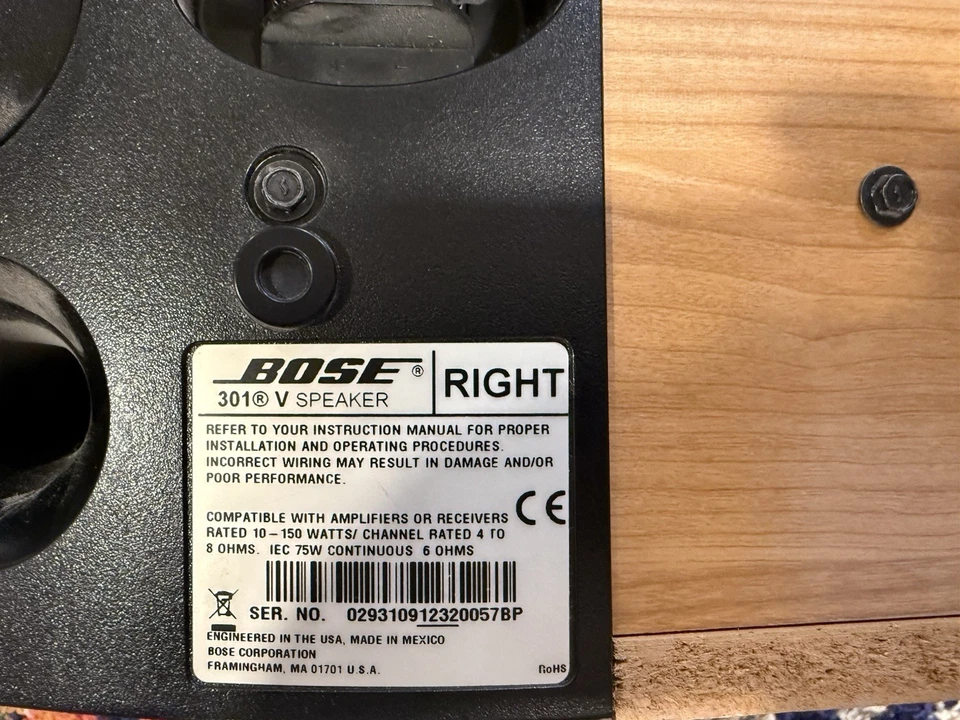 BOSE® RIGHT
301® V SPEAKER
REFER TO YOUR INSTRUCTION MANUAL FOR PROPER
INSTALLATION AND OPERATING PROCEDURES.
INCORRECT WIRING MAY RESULT IN DAMAGE AND/OR
POOR PERFORMANCE.
CE
COMPATIBLE WITH AMPLIFIERS OR RECEIVERS
RATED 10–150 WATTS/ CHANNEL RATED 4 TO
8 OHMS. IEC 75W CONTINUOUS 6 OHMS
SER. NO. 029310912320057BP
ENGINEERED IN THE USA, MADE IN MEXICO
BOSE CORPORATION
FRAMINGHAM, MA 01701 U.S.A. RoHS